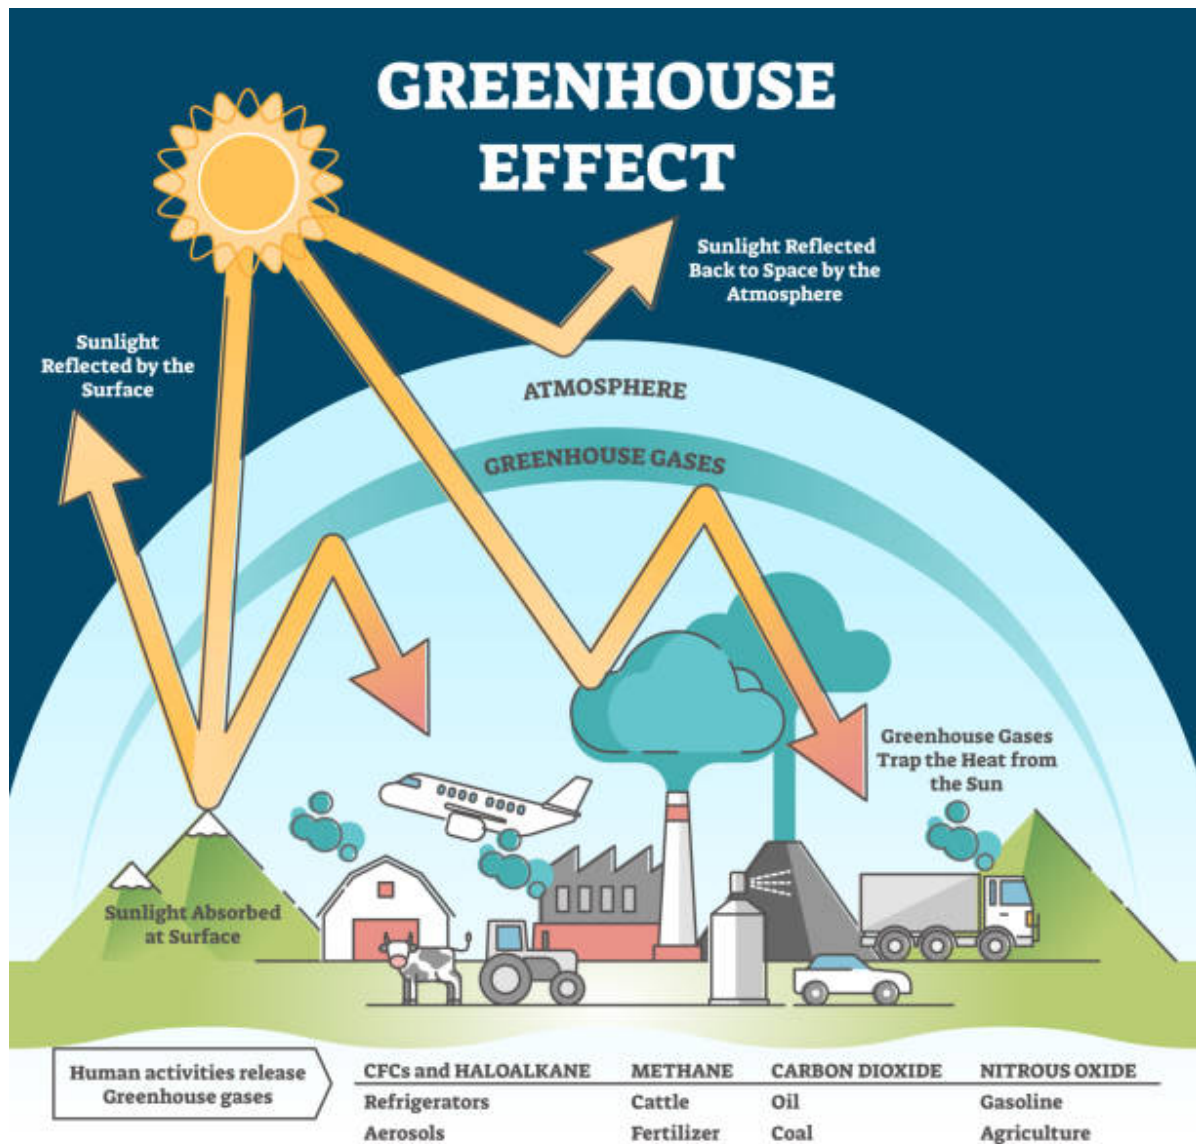 GREENHOUSE
EFFECT
Sunlight Reflected
Back to Space by the
Atmosphere
Sunlight
Reflected by the
Surface
ATMOSPHERE
GREENHOUSE GASES
Greenhouse Gases
Trap the Heat from
the Sun
Sunlight Absorbed
at Surface
Human activities release
Greenhouse gases
CFCs and HALOALKANE METHANE CARBON DIOXIDE NITROUS OXIDE
Refrigerators Cattle Oil Gasoline
Aerosols Fertilizer Coal Agriculture